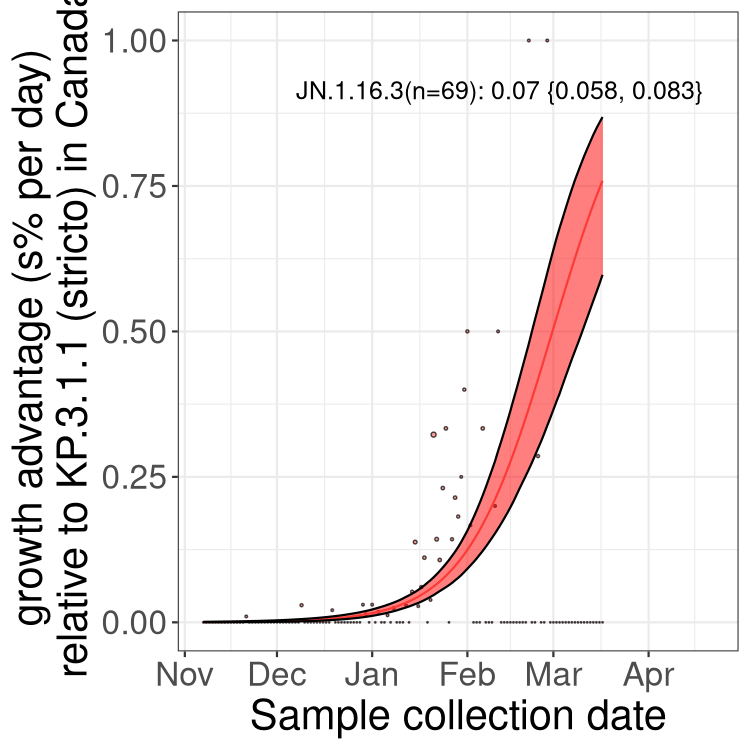 growth advantage (s% per day)
relative to KP.3.1.1 (stricto) in Canada
1.00
0.75
0.50
0.25
0.00
JN.1.16.3(n=69): 0.07 {0.058, 0.083}
Nov Dec Jan Feb Mar Apr
Sample collection date